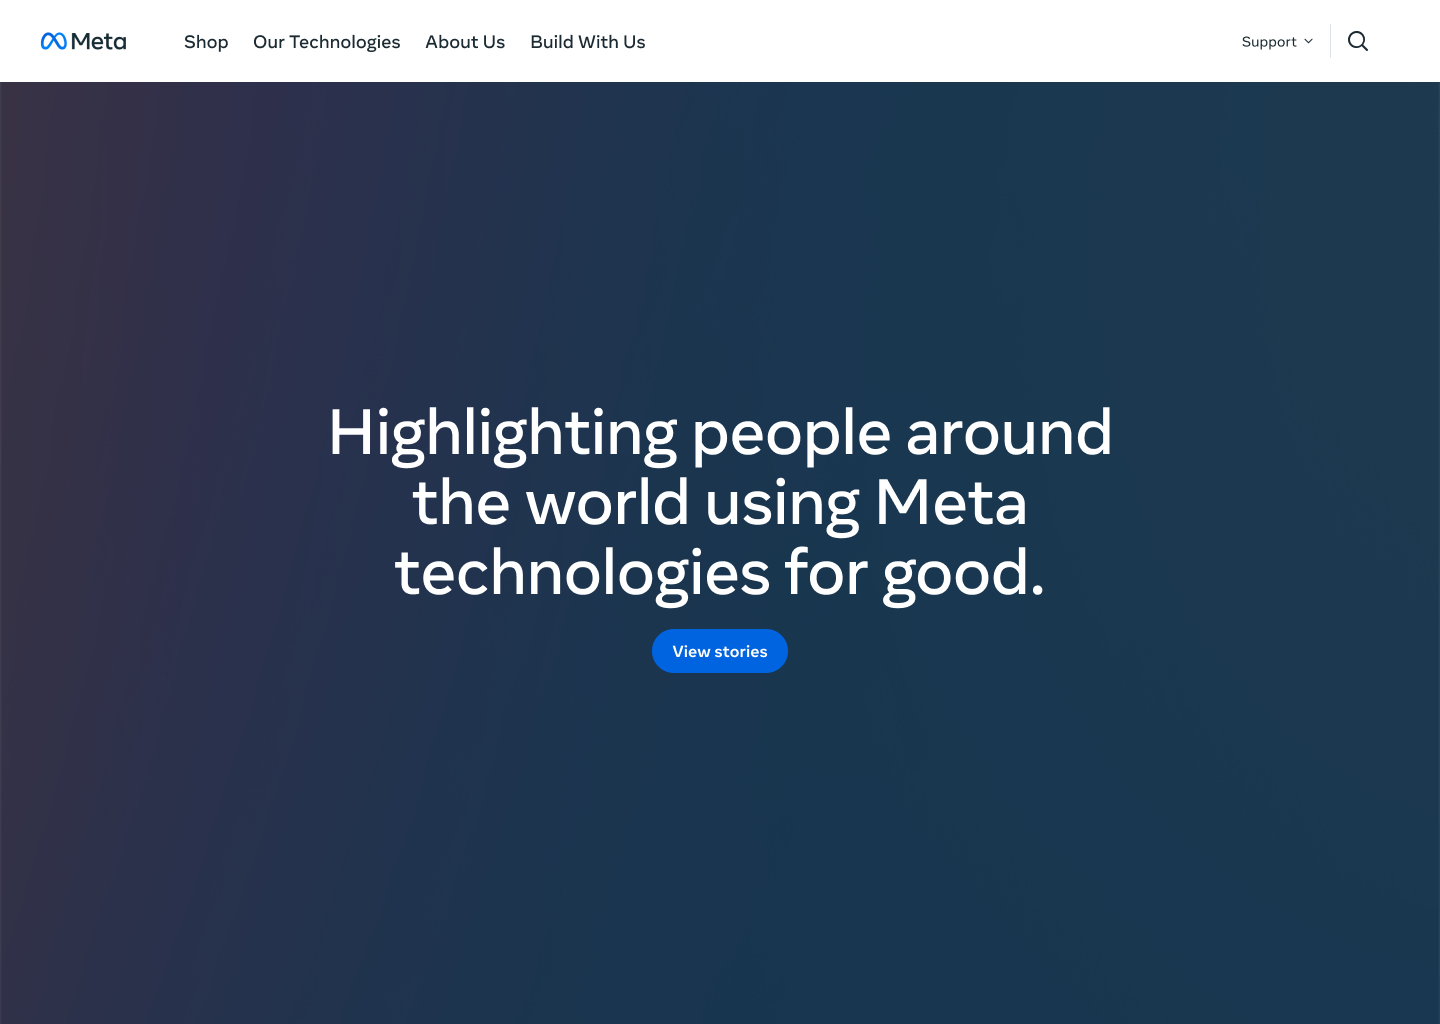 Meta
Shop
Our Technologies
About Us
Build With Us
Support
Highlighting people around
the world using Meta
technologies for good.
View stories